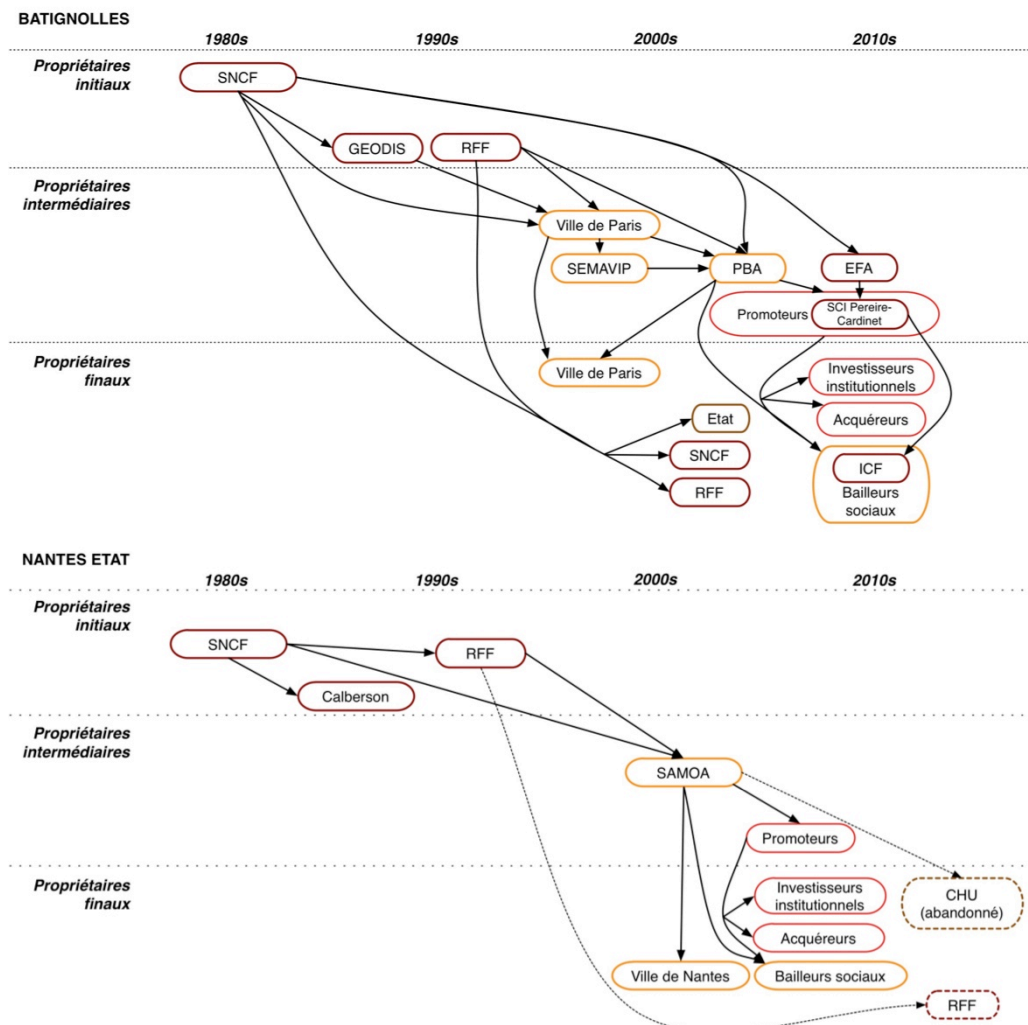 BATIGNOLLES
1980s 1990s 2000s 2010s
Propriétaires
initiaux
SNCF
GEODIS
RFF
Propriétaires
intermédiaires
Ville de Paris
SEMAVIP
PBA
EFA
Promoteurs
SCI Pereire-
Cardinet
Propriétaires
finaux
Ville de Paris
Investisseurs
institutionnels
Etat
Acquéreurs
SNCF
ICF
RFF
Bailleurs
sociaux
NANTES ETAT
1980s 1990s 2000s 2010s
Propriétaires
initiaux
SNCF
RFF
Calberson
Propriétaires
intermédiaires
SAMOA
Promoteurs
Propriétaires
finaux
Investisseurs
institutionnels
CHU
(abandonné)
Acquéreurs
Ville de Nantes
Bailleurs sociaux
RFF